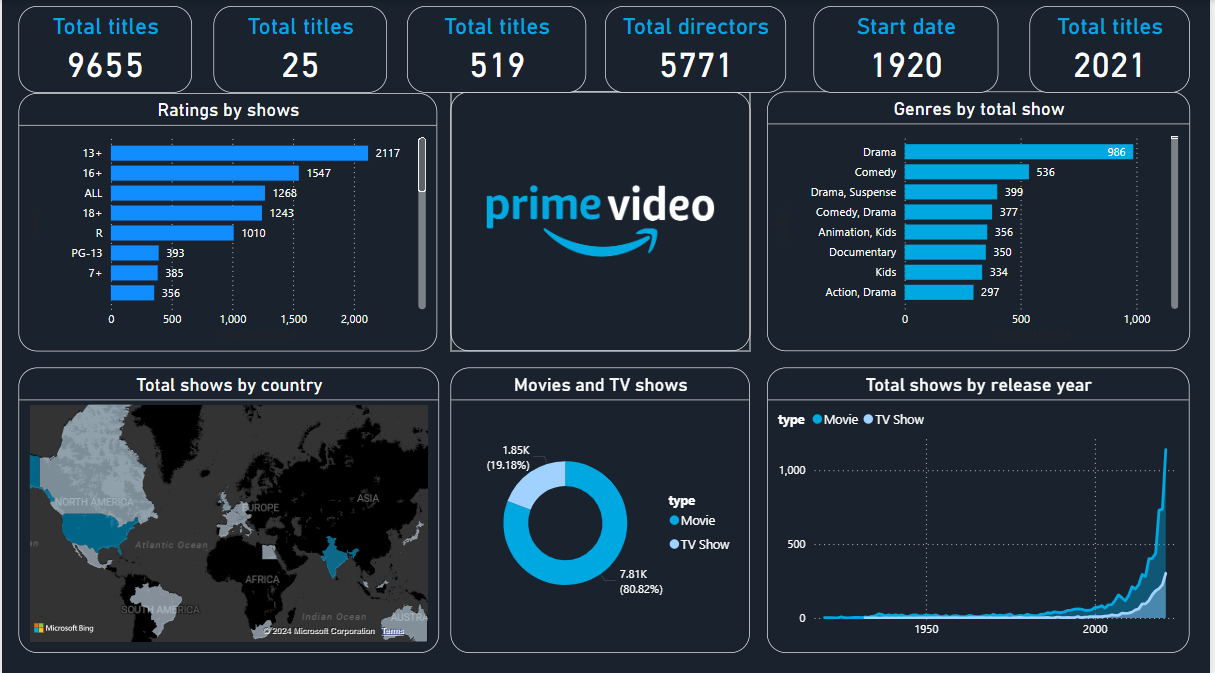 Total titles
9655
Total titles
25
Total titles
519
Total directors
5771
Start date
1920
Total titles
2021
Ratings by shows
13+ 2117
16+ 1547
ALL 1268
18+ 1243
R 1010
PG-13 393
7+ 385
356
0 500 1,000 1,500 2,000
prime video
Genres by total show
Drama 986
Comedy 536
Drama, Suspense 399
Comedy, Drama 377
Animation, Kids 356
Documentary 350
Kids 334
Action, Drama 297
0 500 1,000
Total shows by country
NORTH AMERICA
EUROPE
ASIA
Atlantic Ocean
AFRICA
SOUTH AMERICA
Indian Ocean
AUSTRA
Microsoft Bing
© 2024 Microsoft Corporation Terms
Movies and TV shows
1.85K
(19.18%)
type
Movie
TV Show
7.81K
(80.82%)
Total shows by release year
type Movie TV Show
1,000
500
0
1950 2000